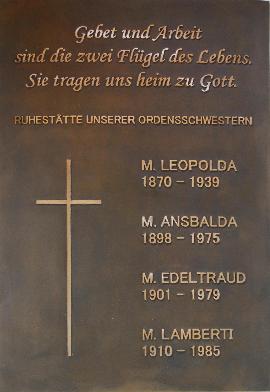 Gebet und Arbeit
sind die zwei Flügel des Lebens.
Sie tragen uns heim zu Gott.
RUHESTÄTTE UNSERER ORDENSSCHWESTERN
M. LEOPOLDA
1870 – 1939
M. ANSBALDA
1898 – 1975
M. EDELTRAUD
1901 – 1979
M. LAMBERTI
1910 – 1985